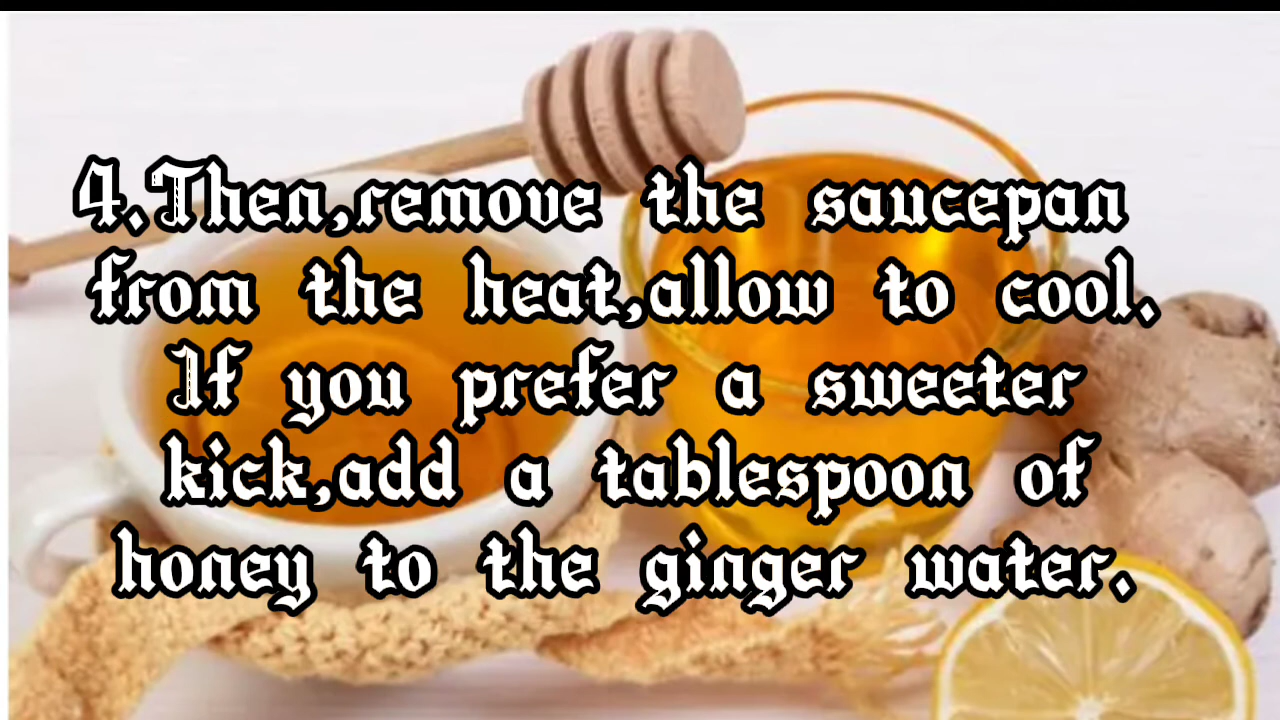 4.Then,remove the saucepan
from the heat,allow to cool.
If you prefer a sweeter
kick,add a tablespoon of
honey to the ginger water.